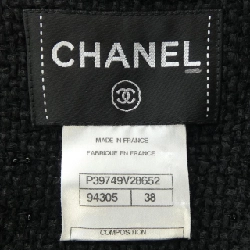 CHANEL
MADE IN FRANCE
FABRIQUE EN FRANCE
P39749V28652
94305 38
COMPOSITION